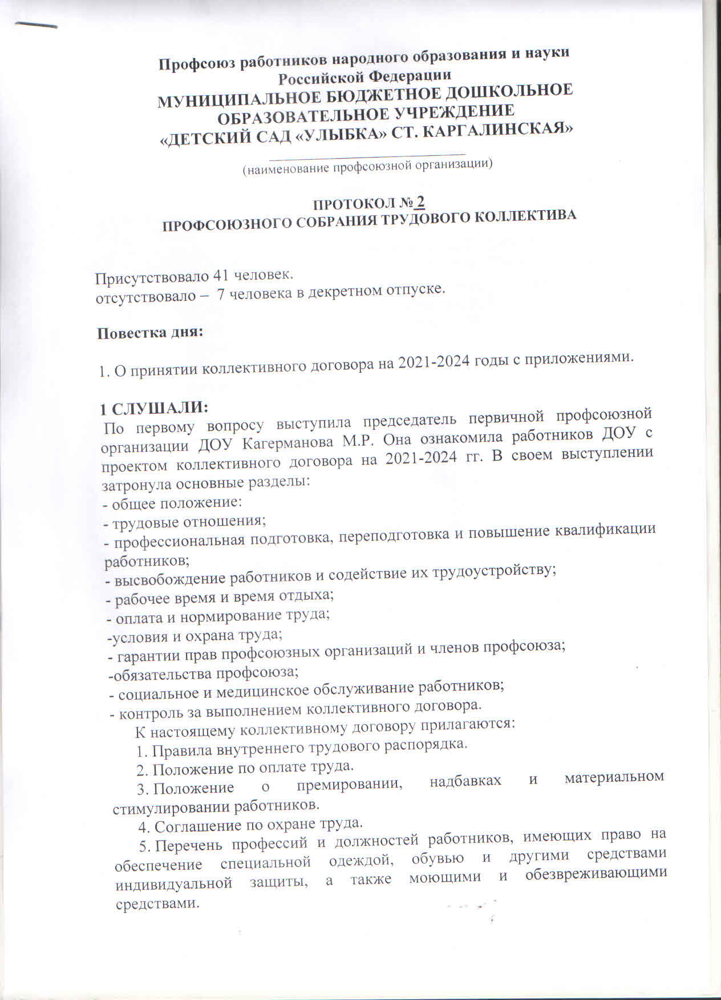 Профсоюз работников народного образования и науки
Российской Федерации
МУНИЦИПАЛЬНОЕ БЮДЖЕТНОЕ ДОШКОЛЬНОЕ
ОБРАЗОВАТЕЛЬНОЕ УЧРЕЖДЕНИЕ
«ДЕТСКИЙ САД «УЛЫБКА» СТ. КАРГАЛИНСКАЯ»
(наименование профсоюзной организации)
ПРОТОКОЛ № 2
ПРОФСОЮЗНОГО СОБРАНИЯ ТРУДОВОГО КОЛЛЕКТИВА
Присутствовало 41 человек.
отсутствовало – 7 человека в декретном отпуске.
Повестка дня:
1. О принятии коллективного договора на 2021-2024 годы с приложениями.
1 СЛУШАЛИ:
По первому вопросу выступила председатель первичной профсоюзной
организации ДОУ Кагерманова М.Р. Она ознакомила работников ДОУ с
проектом коллективного договора на 2021-2024 гг. В своем выступлении
затронула основные разделы:
- общее положение:
- трудовые отношения;
- профессиональная подготовка, переподготовка и повышение квалификации
работников;
- высвобождение работников и содействие их трудоустройству;
- рабочее время и время отдыха;
- оплата и нормирование труда;
-условия и охрана труда;
- гарантии прав профсоюзных организаций и членов профсоюза;
-обязательства профсоюза;
- социальное и медицинское обслуживание работников;
- контроль за выполнением коллективного договора.
К настоящему коллективному договору прилагаются:
1. Правила внутреннего трудового распорядка.
2. Положение по оплате труда.
3. Положение о премировании, надбавках и материальном
стимулировании работников.
4. Соглашение по охране труда.
5. Перечень профессий и должностей работников, имеющих право на
обеспечение специальной одеждой, обувью и другими средствами
индивидуальной защиты, а также моющими и обезвреживающими
средствами.